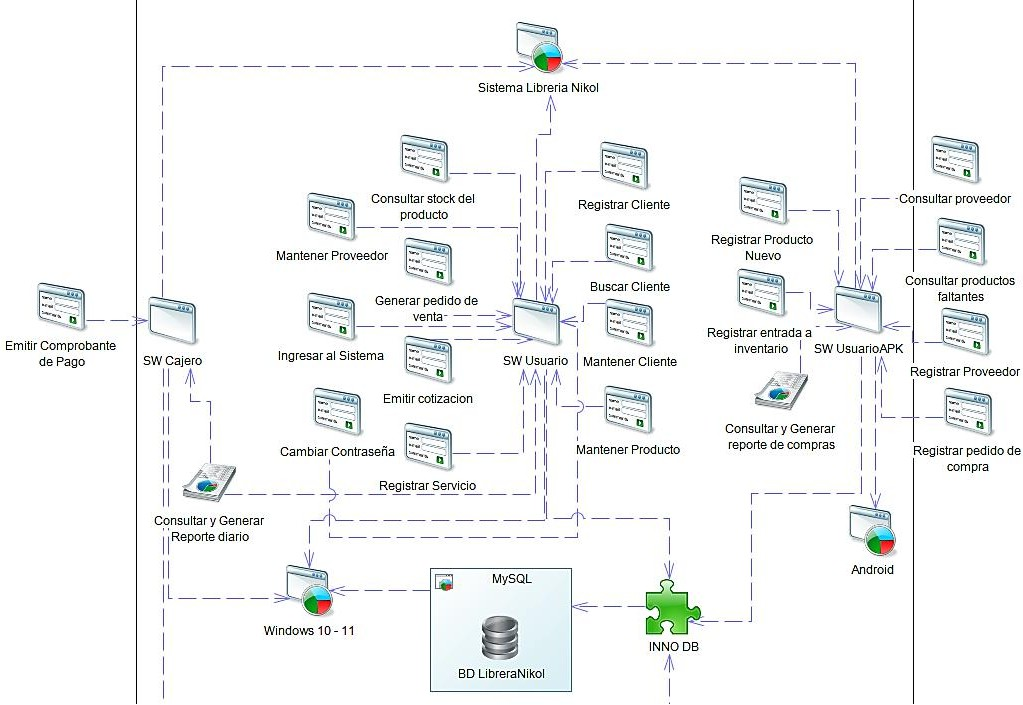 Sistema Libreria Nikol
Consultar stock del
producto
Registrar Cliente
Consultar proveedor
Mantener Proveedor
Registrar Producto
Nuevo
Buscar Cliente
Consultar productos
faltantes
Generar pedido de
venta
Emitir Comprobante
de Pago
SW Cajero
Ingresar al Sistema
SW Usuario
Mantener Cliente
Registrar entrada a
inventario
SW UsuarioAPK
Registrar Proveedor
Emitir cotizacion
Cambiar Contraseña
Mantener Producto
Consultar y Generar
reporte de compras
Registrar pedido de
compra
Registrar Servicio
Consultar y Generar
Reporte diario
Android
MySQL
Windows 10 - 11
INNO DB
BD LibreraNikol